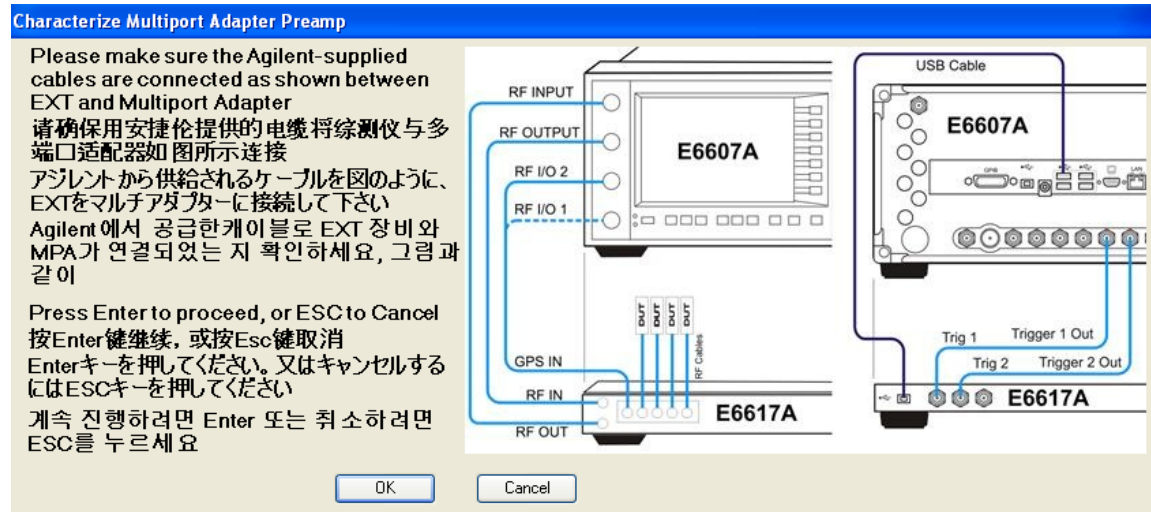 Characterize Multiport Adapter Preamp
Please make sure the Agilent-supplied
cables are connected as shown between
EXT and Multiport Adapter
请确保用安捷伦提供的电缆将综测仪与多
端口适配器如图所示连接
アジレントから供給されるケーブルを図のように、
EXTをマルチアダプターに接続して下さい
Agilent에서 공급한케이블로 EXT 장비와
MPA가 연결되었는 지 확인하세요, 그림과
같이
Press Enter to proceed, or ESC to Cancel
按Enter键继续，或按Esc键取消
Enterキーを押してください。又はキャンセルする
にはESCキーを押してください
계속 진행하려면 Enter 또는 취소하려면
ESC를 누르세요
RF INPUT
RF OUTPUT
RF I/O 2
RF I/O 1
E6607A
DUT
DUT
DUT
DUT
RF Cables
GPS IN
RF IN
RF OUT
E6617A
USB Cable
E6607A
GPIB
LAN
Trig 1
Trigger 1 Out
Trig 2
Trigger 2 Out
E6617A
OK
Cancel